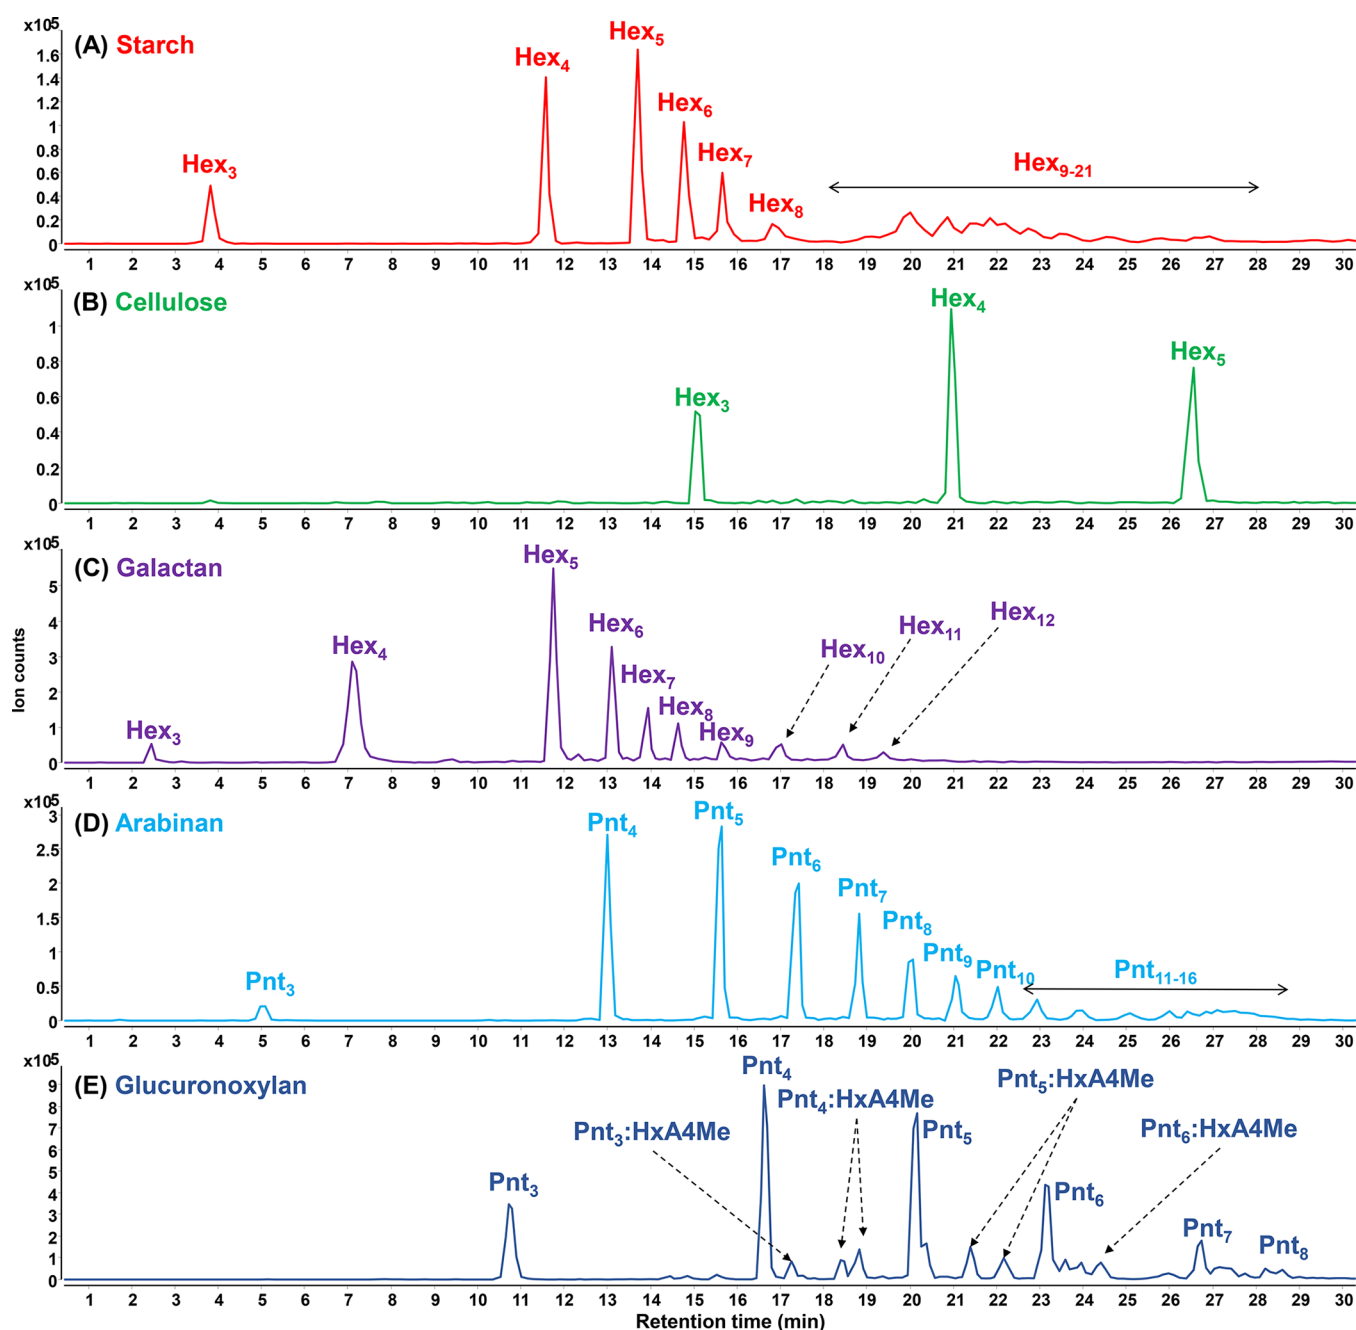 x10⁵
(A) Starch
Hex₃
Hex₄
Hex₅
Hex₆
Hex₇
Hex₈
Hex₉₋₂₁
1.6
1.4
1.2
1
0.8
0.6
0.4
0.2
0
1 2 3 4 5 6 7 8 9 10 11 12 13 14 15 16 17 18 19 20 21 22 23 24 25 26 27 28 29 30
x10⁵
(B) Cellulose
Hex₃
Hex₄
Hex₅
1
0.8
0.6
0.4
0.2
0
1 2 3 4 5 6 7 8 9 10 11 12 13 14 15 16 17 18 19 20 21 22 23 24 25 26 27 28 29 30
x10⁵
(C) Galactan
Hex₃
Hex₄
Hex₅
Hex₆
Hex₇
Hex₈
Hex₉
Hex₁₀
Hex₁₁
Hex₁₂
5
4
3
2
1
0
Ion counts
1 2 3 4 5 6 7 8 9 10 11 12 13 14 15 16 17 18 19 20 21 22 23 24 25 26 27 28 29 30
x10⁵
(D) Arabinan
Pnt₃
Pnt₄
Pnt₅
Pnt₆
Pnt₇
Pnt₈
Pnt₉
Pnt₁₀
Pnt₁₁₋₁₆
3
2.5
2
1.5
1
0.5
0
1 2 3 4 5 6 7 8 9 10 11 12 13 14 15 16 17 18 19 20 21 22 23 24 25 26 27 28 29 30
x10⁵
(E) Glucuronoxylan
Pnt₃
Pnt₃:HxA4Me
Pnt₄
Pnt₄:HxA4Me
Pnt₅
Pnt₅:HxA4Me
Pnt₆
Pnt₆:HxA4Me
Pnt₇
Pnt₈
9
8
7
6
5
4
3
2
1
0
1 2 3 4 5 6 7 8 9 10 11 12 13 14 15 16 17 18 19 20 21 22 23 24 25 26 27 28 29 30
Retention time (min)